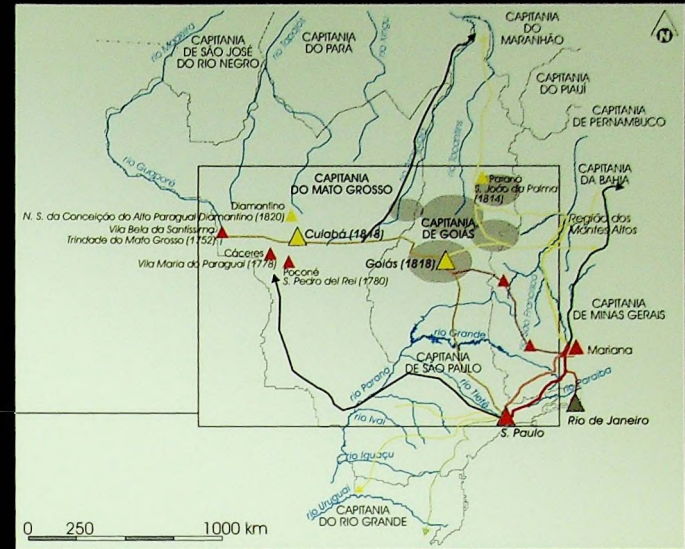 CAPITANIA
DO
MARANHÃO
N
CAPITANIA
DE SÃO JOSÉ
DO RIO NEGRO
CAPITANIA
DO PARÁ
rio Madeira
rio Tapajós
rio Xingu
CAPITANIA
DO PIAUÍ
CAPITANIA
DE PERNAMBUCO
rio Guaporé
rio Tocantins
CAPITANIA
DA BAHIA
CAPITANIA
DO MATO GROSSO
Paranã
S. João da Palma
(1814)
Diamantino
N. S. da Conceição do Alto Paraguai Diamantino (1820)
CAPITANIA
DE GOIÁS
Região dos
Montes Altos
Vila Bela da Santíssima
Trindade do Mato Grosso (1752)
Cuiabá (1818)
Cáceres
Vila Maria do Paraguai (1778)
Goiás (1818)
Poconé
S. Pedro del Rei (1780)
rio São Francisco
CAPITANIA
DE MINAS GERAIS
rio Grande
Mariana
CAPITANIA
DE SÃO PAULO
rio Paraná
rio Tietê
rio Paraíba
rio Ivaí
S. Paulo
Rio de Janeiro
rio Iguaçu
rio Uruguai
CAPITANIA
DO RIO GRANDE
0 250 1000 km